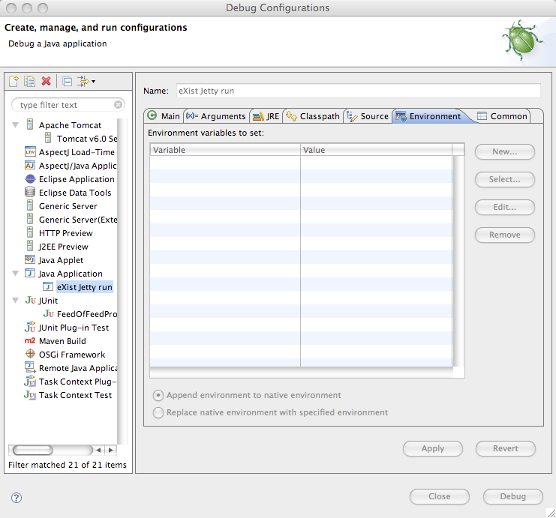 Debug Configurations
Create, manage, and run configurations
Debug a Java application
type filter text
Apache Tomcat
Tomcat v6.0 Se
AspectJ Load-Time
AspectJ/Java Applic
Eclipse Application
Eclipse Data Tools
Generic Server
Generic Server(Exte
HTTP Preview
J2EE Preview
Java Applet
Java Application
eXist Jetty run
JUnit
FeedOfFeedPro
JUnit Plug-in Test
Maven Build
OSGi Framework
Remote Java Applica
Task Context Plug-
Task Context Test
Filter matched 21 of 21 items
Name: eXist Jetty run
Main (x)= Arguments JRE Classpath Source Environment Common
Environment variables to set:
Variable Value
New...
Select...
Edit...
Remove
Append environment to native environment
Replace native environment with specified environment
Apply Revert
? Close Debug